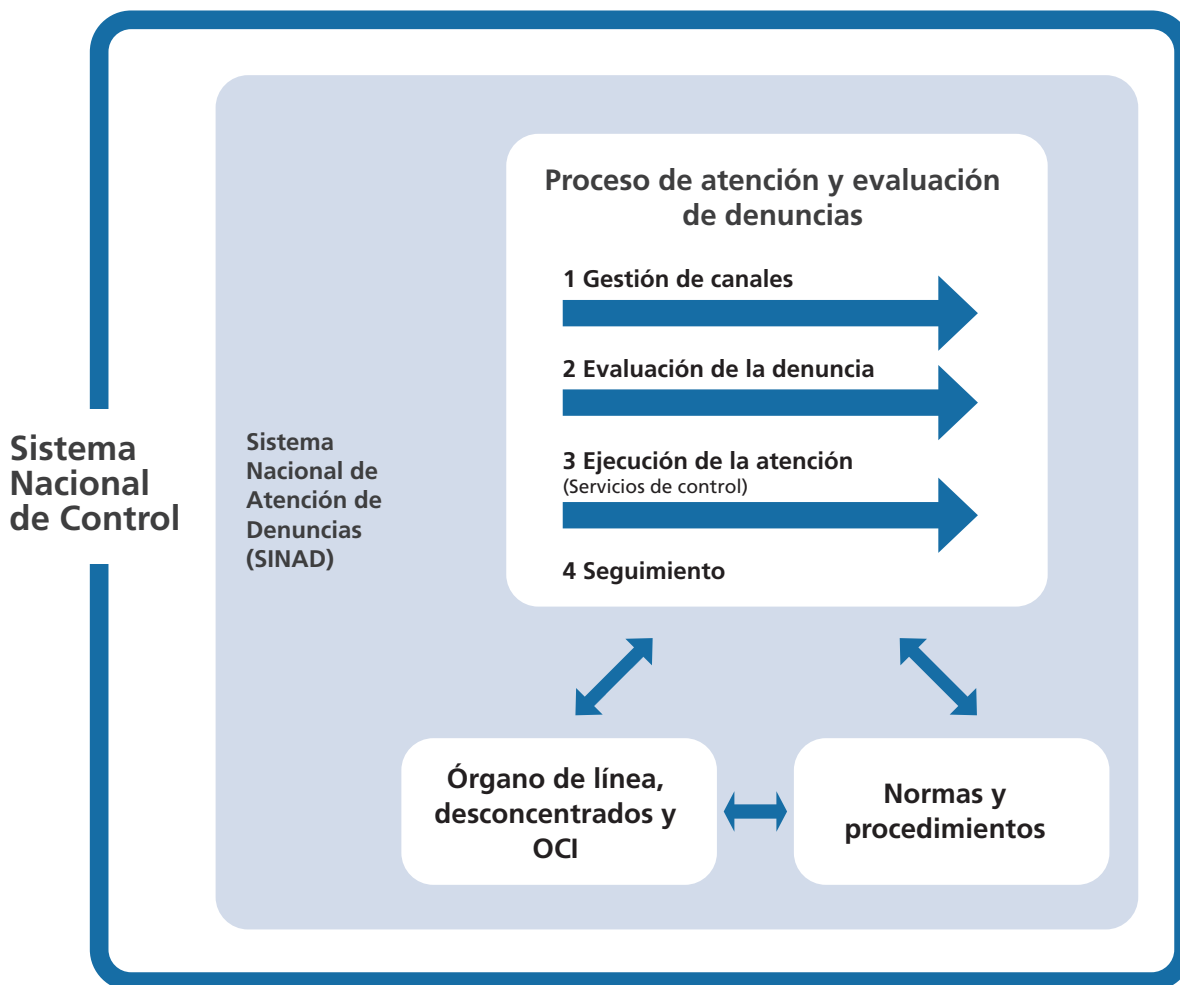 Sistema
Nacional
de Control
Sistema
Nacional de
Atención de
Denuncias
(SINAD)
Proceso de atención y evaluación
de denuncias
1 Gestión de canales
2 Evaluación de la denuncia
3 Ejecución de la atención
(Servicios de control)
4 Seguimiento
Órgano de línea,
desconcentrados y
OCI
Normas y
procedimientos